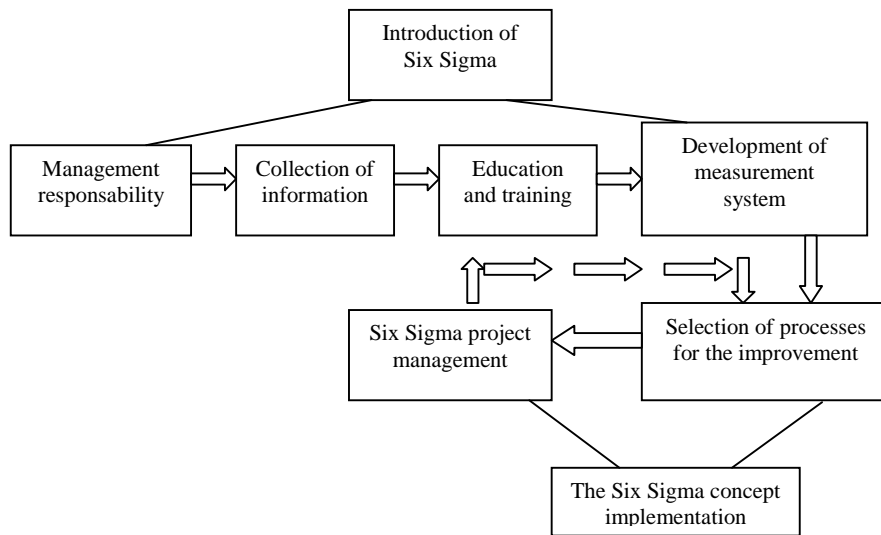 Introduction of
Six Sigma
Management
responsability
Collection of
information
Education
and training
Development of
measurement
system
Six Sigma project
management
Selection of processes
for the improvement
The Six Sigma concept
implementation